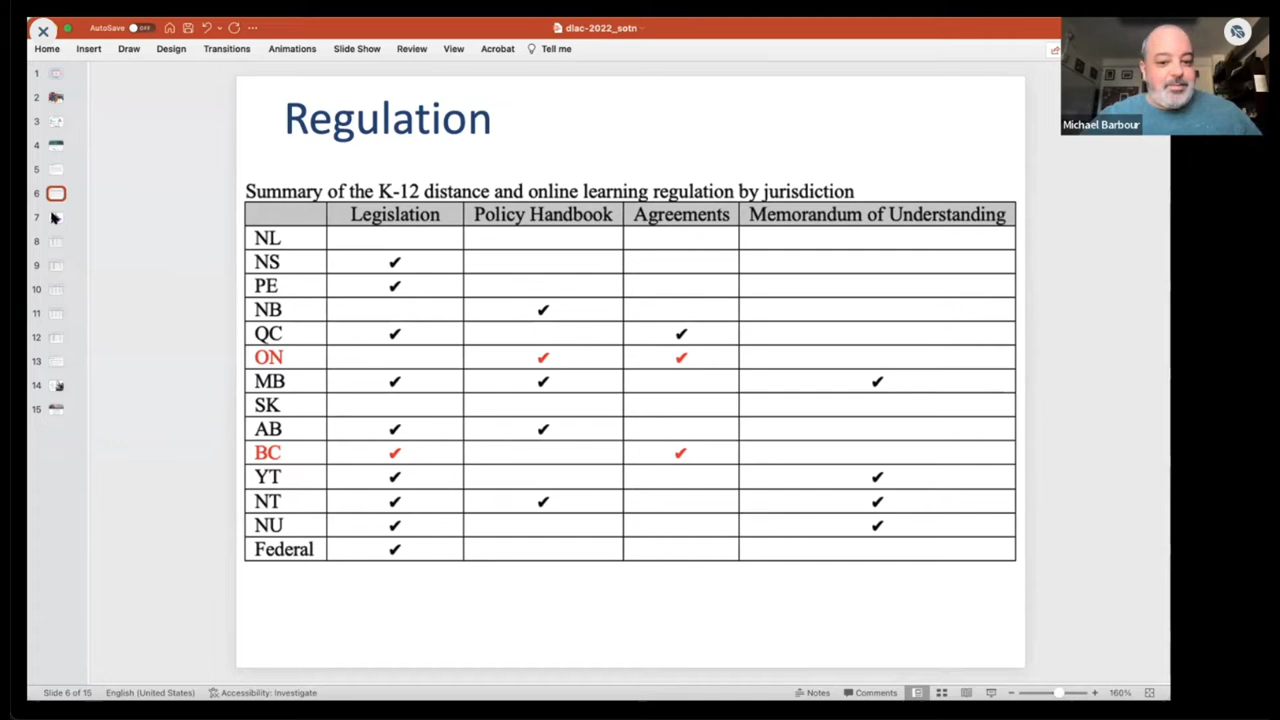 AutoSave OFF
dlac-2022_sotn
Home Insert Draw Design Transitions Animations Slide Show Review View Acrobat Tell me
1
2
3
4
5
6
7
8
9
10
11
12
13
14
15
Michael Barbour
Regulation
Summary of the K-12 distance and online learning regulation by jurisdiction
Legislation Policy Handbook Agreements Memorandum of Understanding
NL
NS ✔
PE ✔
NB ✔
QC ✔ ✔
ON ✔ ✔
MB ✔ ✔ ✔
SK
AB ✔ ✔
BC ✔ ✔
YT ✔ ✔
NT ✔ ✔ ✔
NU ✔ ✔
Federal ✔
Slide 6 of 15 English (United States) Accessibility: Investigate Notes Comments 160%